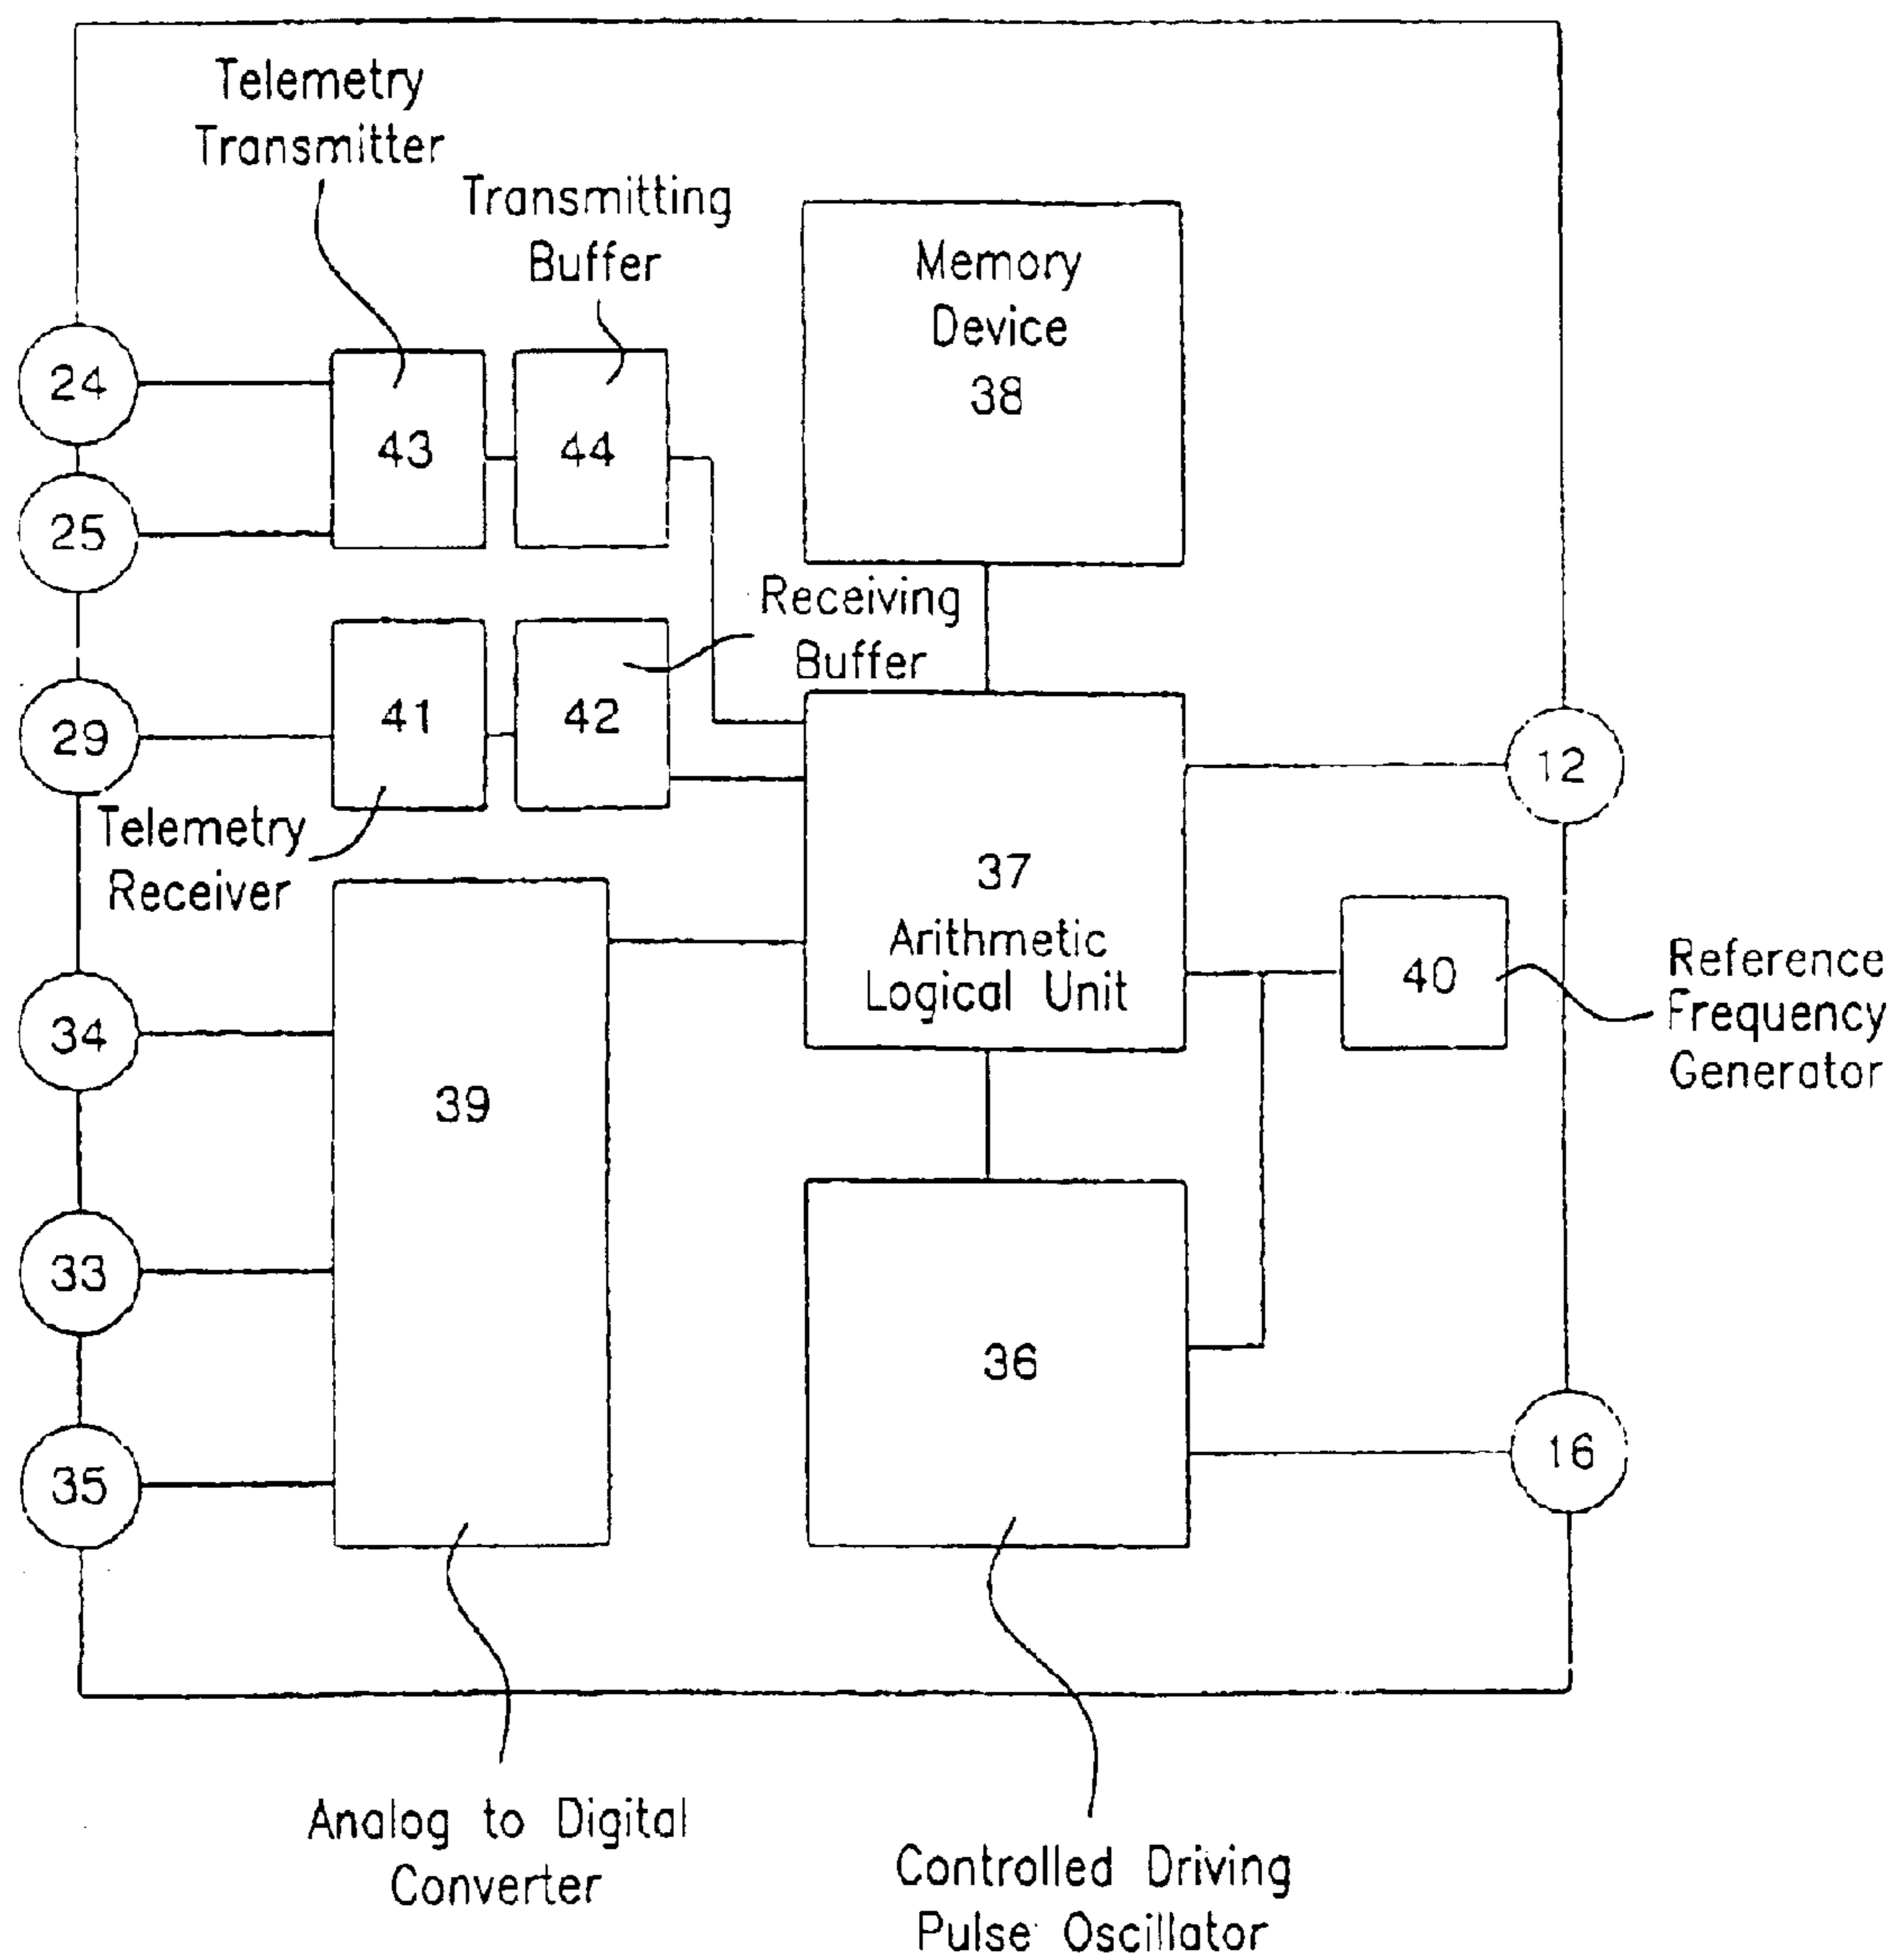 Telemetry
Transmitter
Transmitting
Buffer
Memory
Device
38
24
43
44
25
Receiving
Buffer
29
41
42
12
Telemetry
Receiver
37
Arithmetic
Logical Unit
40
Reference
Frequency
Generator
34
39
33
36
35
16
Analog to Digital
Converter
Controlled Driving
Pulse Oscillator